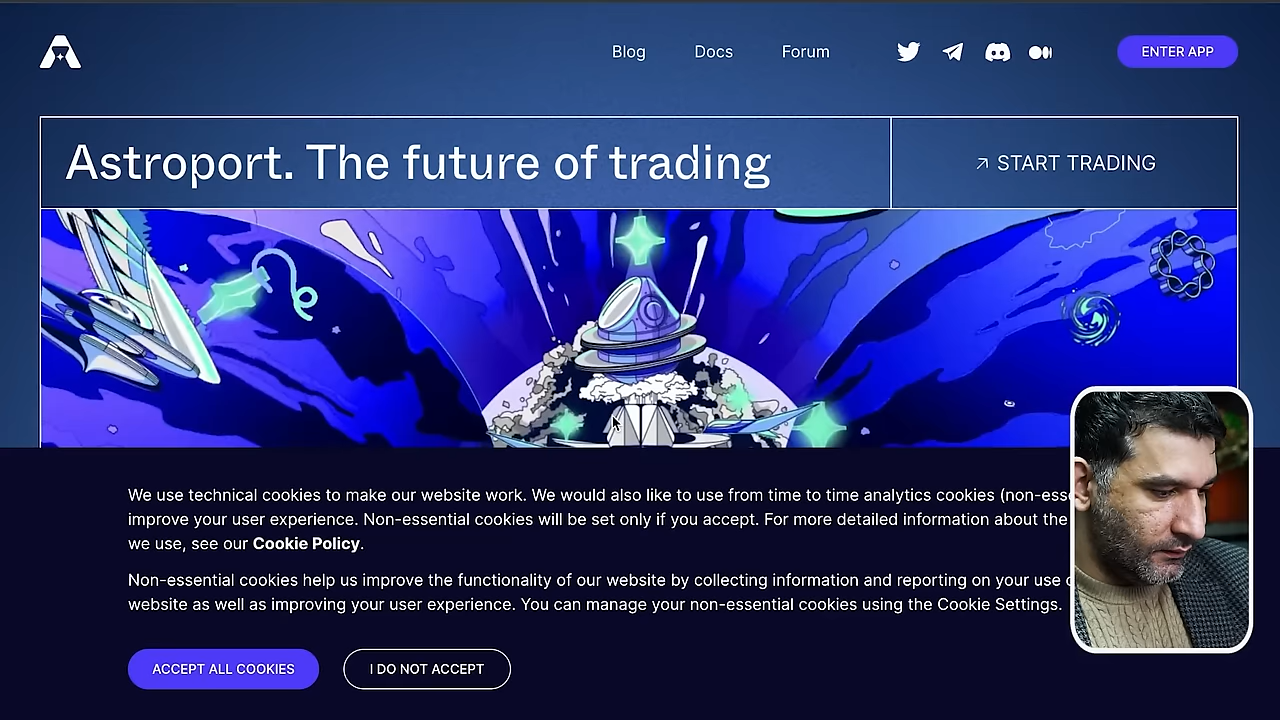 Blog Docs Forum ENTER APP
Astroport. The future of trading
START TRADING
We use technical cookies to make our website work. We would also like to use from time to time analytics cookies (non-esse
improve your user experience. Non-essential cookies will be set only if you accept. For more detailed information about the
we use, see our Cookie Policy.
Non-essential cookies help us improve the functionality of our website by collecting information and reporting on your use
website as well as improving your user experience. You can manage your non-essential cookies using the Cookie Settings.
ACCEPT ALL COOKIES I DO NOT ACCEPT